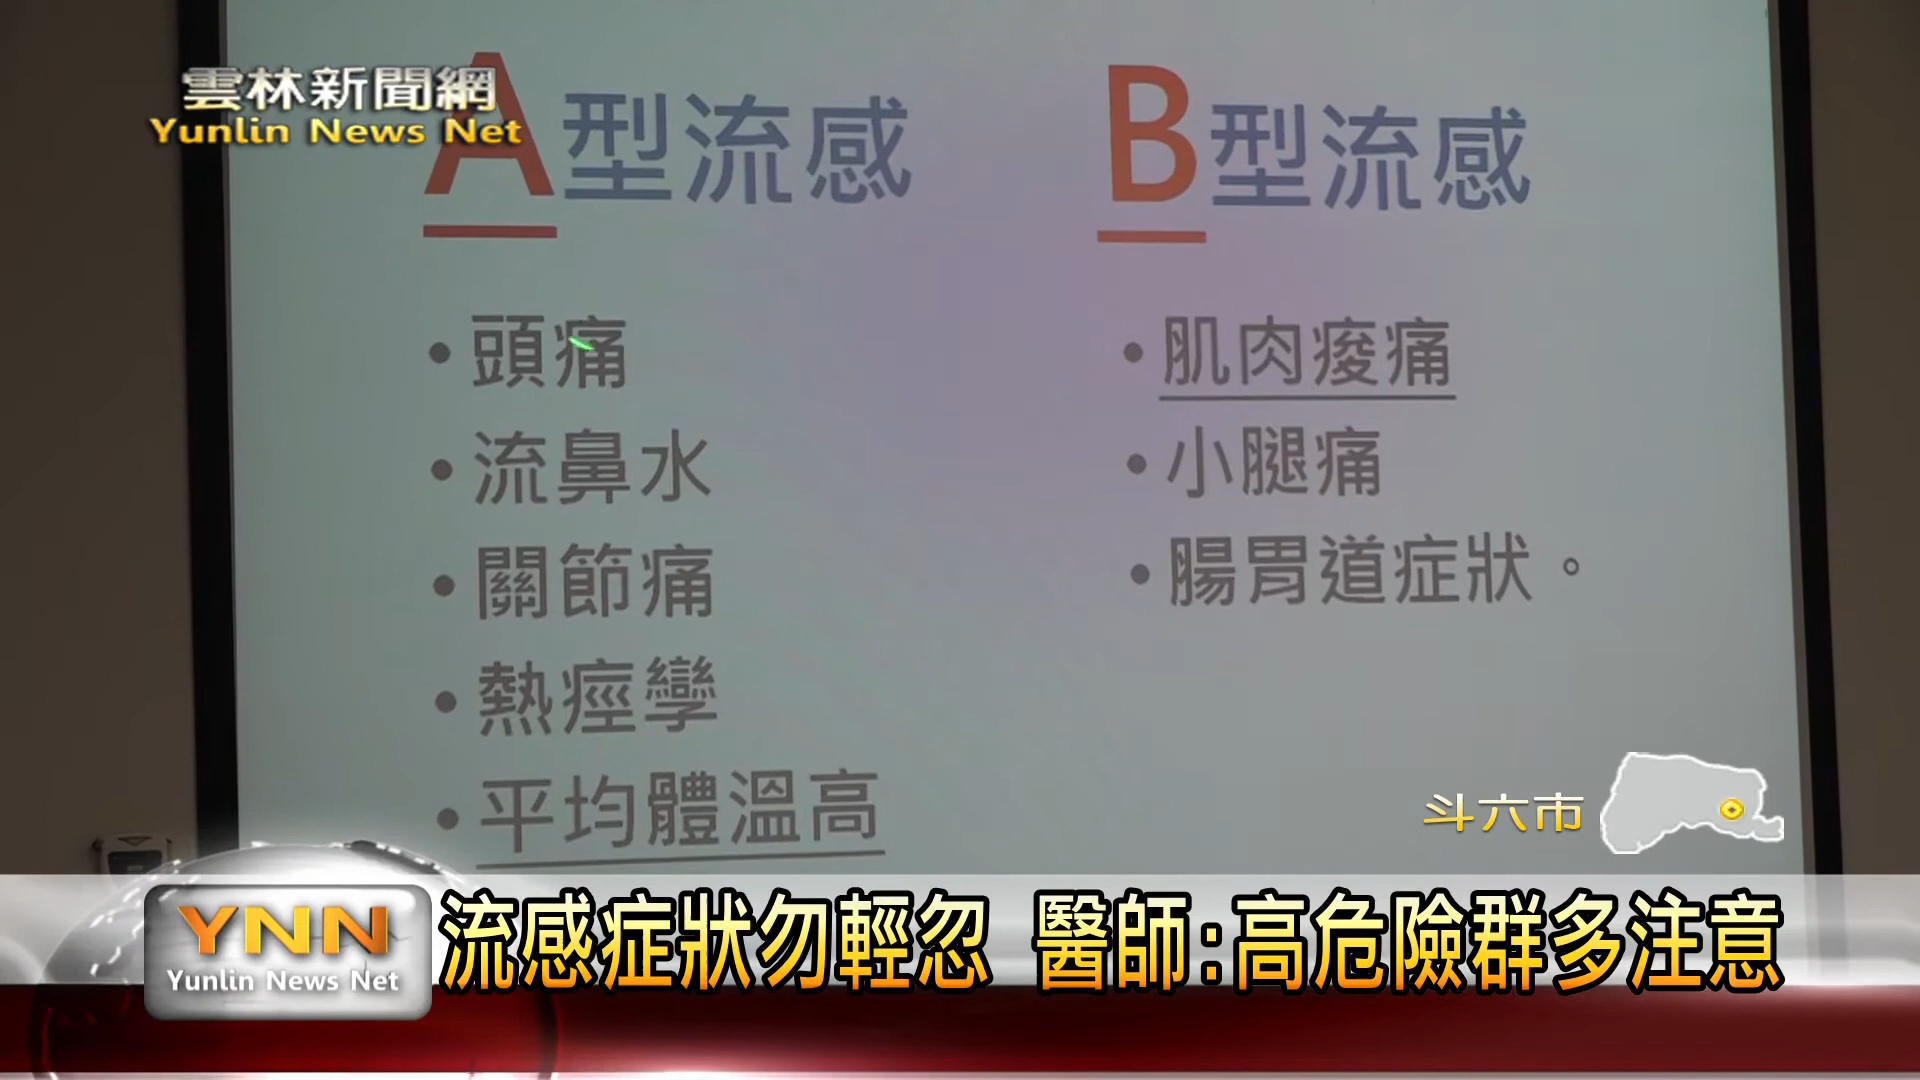 雲林新聞網
Yunlin News Net
A型流感
B型流感
•頭痛
•流鼻水
•關節痛
•熱痙攣
•平均體溫高
•肌肉痠痛
•小腿痛
•腸胃道症狀。
斗六市
YNN
Yunlin News Net
流感症狀勿輕忽 醫師:高危險群多注意